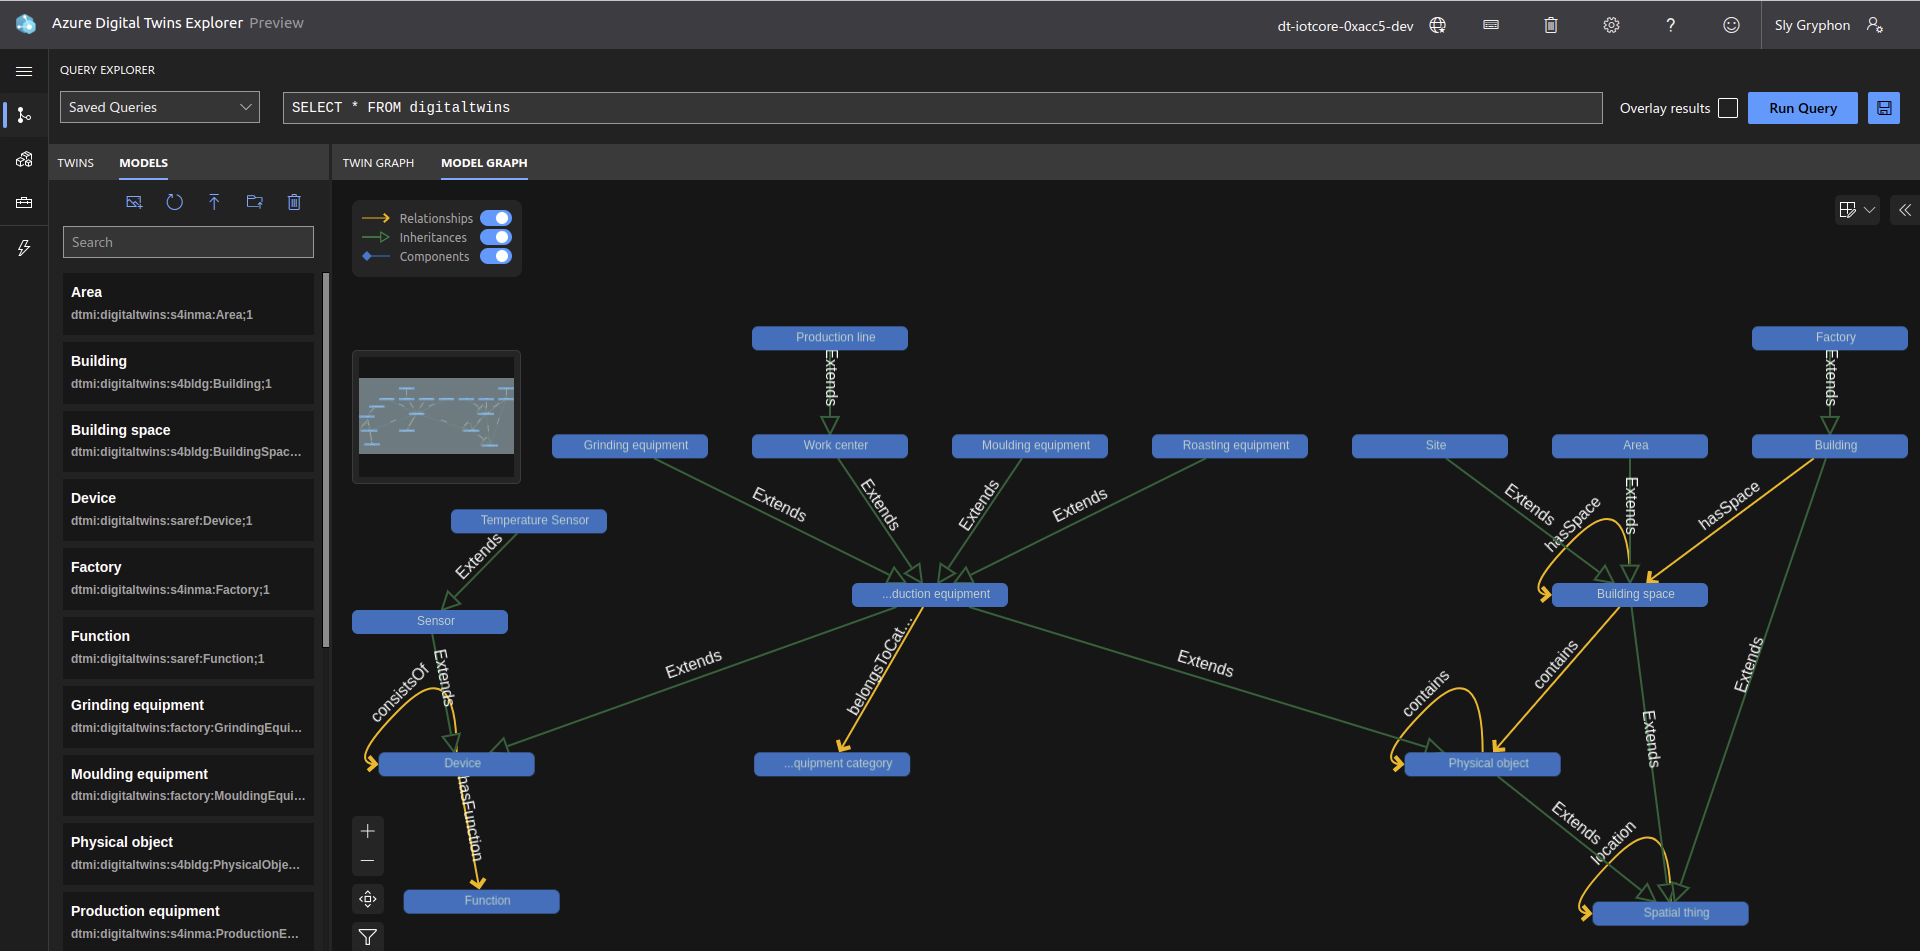 Azure Digital Twins Explorer Preview
dt-iotcore-0xacc5-dev
?
Sly Gryphon
QUERY EXPLORER
Saved Queries
SELECT * FROM digitaltwins
Overlay results
Run Query
TWINS
MODELS
TWIN GRAPH
MODEL GRAPH
Search
Area
dtmi:digitaltwins:s4inma:Area;1
Building
dtmi:digitaltwins:s4bldg:Building;1
Building space
dtmi:digitaltwins:s4bldg:BuildingSpac...
Device
dtmi:digitaltwins:saref:Device;1
Factory
dtmi:digitaltwins:s4inma:Factory;1
Function
dtmi:digitaltwins:saref:Function;1
Grinding equipment
dtmi:digitaltwins:factory:GrindingEqui...
Moulding equipment
dtmi:digitaltwins:factory:MouldingEqui...
Physical object
dtmi:digitaltwins:s4bldg:PhysicalObje...
Production equipment
dtmi:digitaltwins:s4inma:ProductionE...
Relationships
Inheritances
Components
Production line
Factory
Extends
Extends
Grinding equipment
Work center
Moulding equipment
Roasting equipment
Site
Area
Building
Extends
Extends
Extends
Extends
Extends
hasSpace
Extends
hasSpace
Temperature Sensor
Extends
...duction equipment
Building space
Sensor
consistsOf
Extends
Extends
belongsToCat...
Extends
contains
contains
Extends
Extends
Device
...quipment category
Physical object
hasFunction
Extends
location
Function
Spatial thing